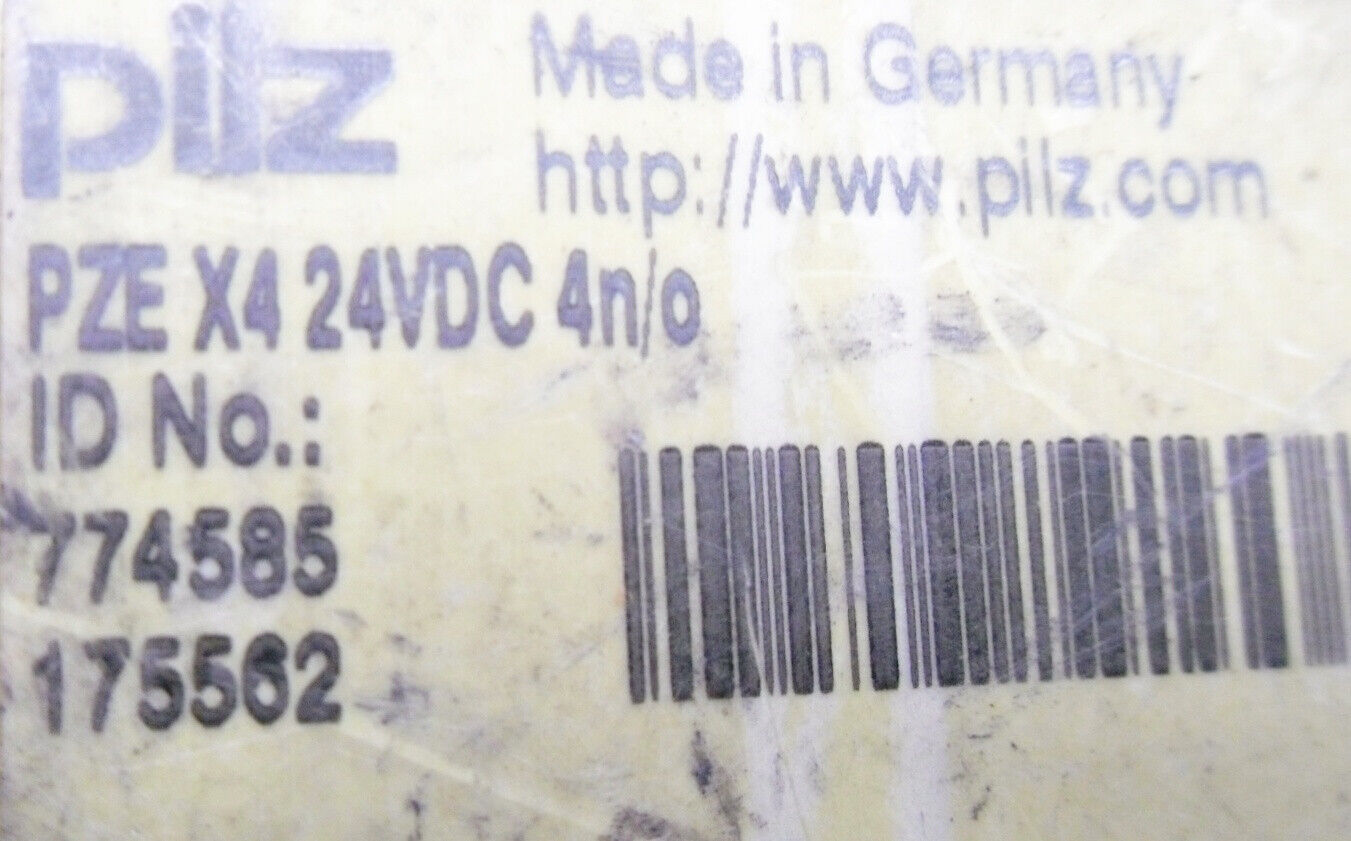 pilz
Made in Germany
http://www.pilz.com
PZE X4 24VDC 4n/o
ID No.:
774585
175562